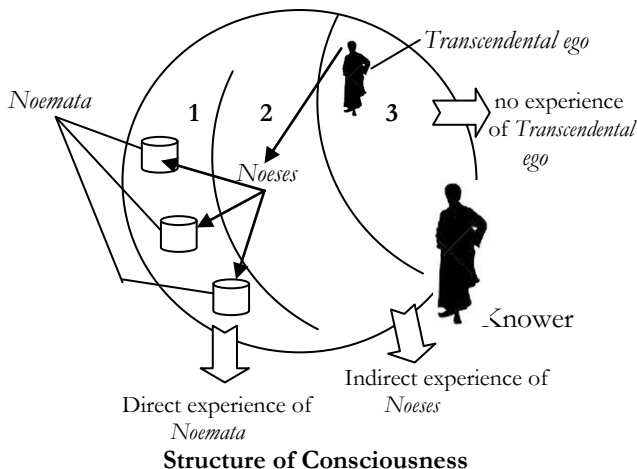 Transcendental ego
Noemata
1
2
3
no experience
of Transcendental
ego
Noeses
Knower
Direct experience of
Noemata
Indirect experience of
Noeses
Structure of Consciousness